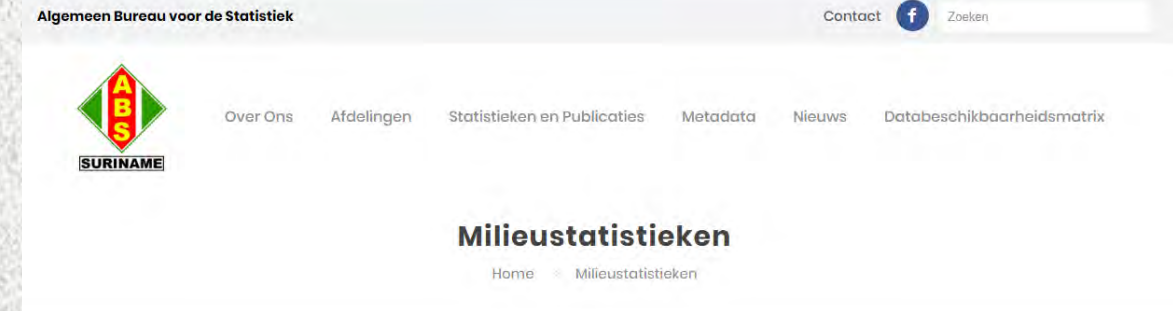 Algemeen Bureau voor de Statistiek
Contact
f
Zoeken
ABS
SURINAME
Over Ons
Afdelingen
Statistieken en Publicaties
Metadata
Nieuws
Databeschikbaarheidsmatrix
Milieustatistieken
Home
Milieustatistieken